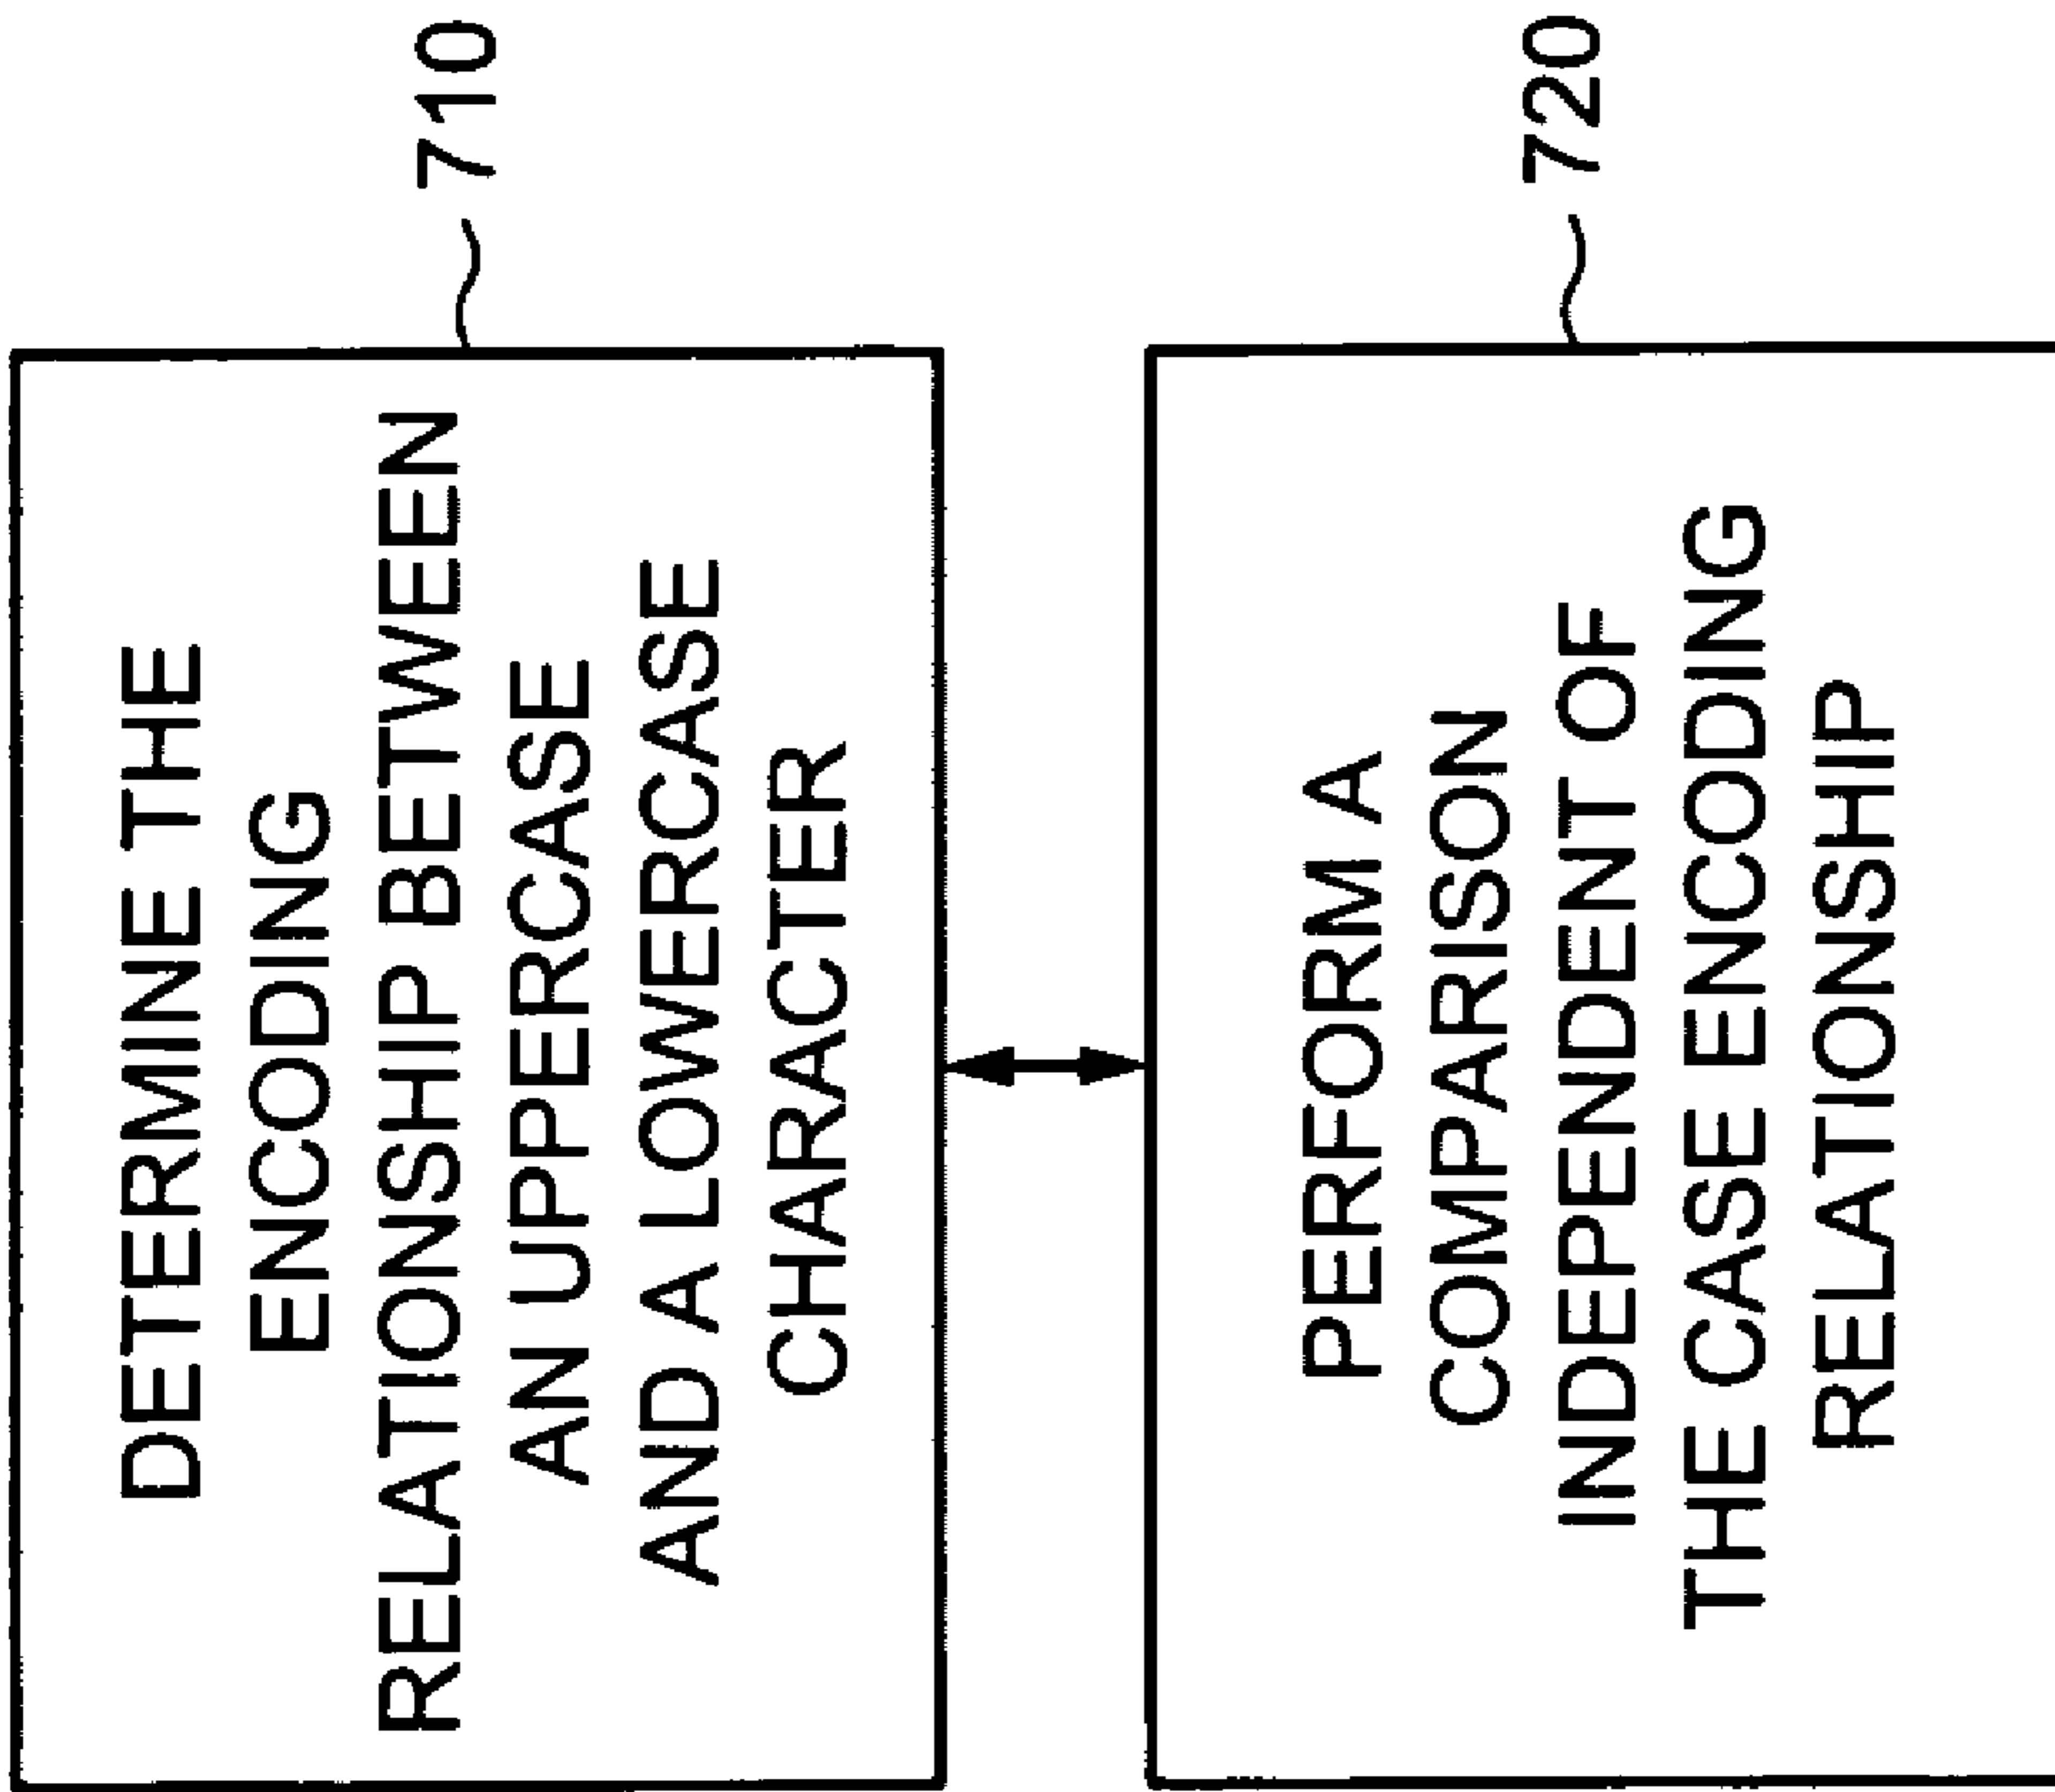 DETERMINE THE
ENCODING
RELATIONSHIP BETWEEN
AN UPPERCASE
AND A LOWERCASE
CHARACTER
710
PERFORM A
COMPARISON
INDEPENDENT OF
THE CASE ENCODING
RELATIONSHIP
720